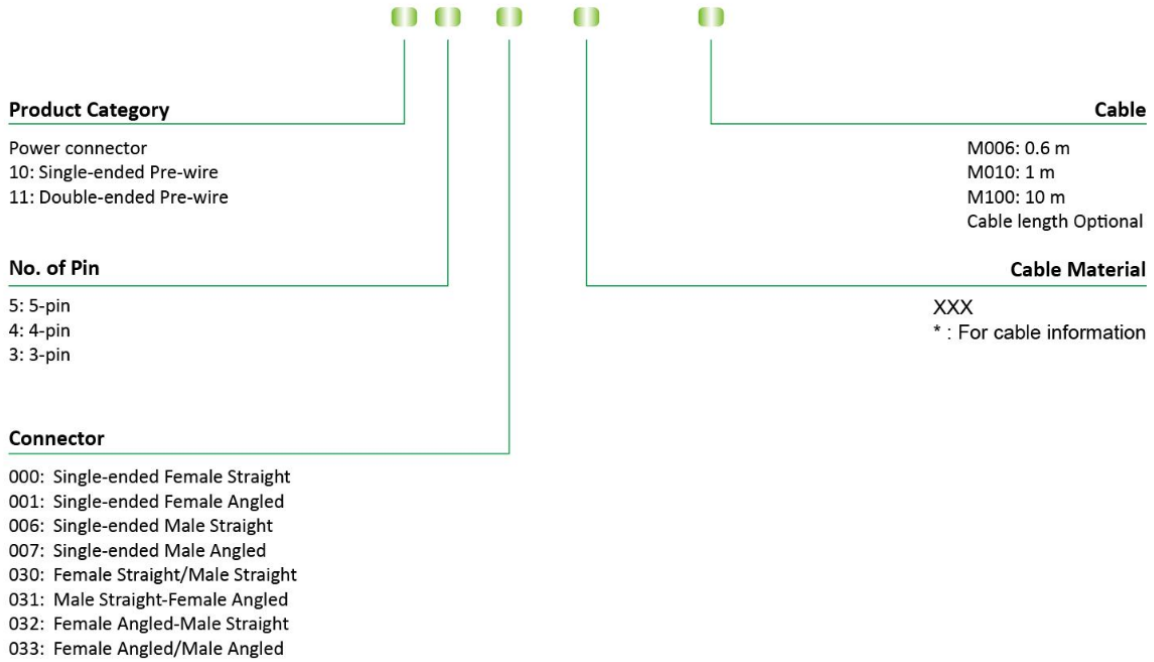 Product Category
Power connector
10: Single-ended Pre-wire
11: Double-ended Pre-wire
No. of Pin
5: 5-pin
4: 4-pin
3: 3-pin
Connector
000: Single-ended Female Straight
001: Single-ended Female Angled
006: Single-ended Male Straight
007: Single-ended Male Angled
030: Female Straight/Male Straight
031: Male Straight-Female Angled
032: Female Angled-Male Straight
033: Female Angled/Male Angled
Cable
M006: 0.6 m
M010: 1 m
M100: 10 m
Cable length Optional
Cable Material
XXX
* : For cable information